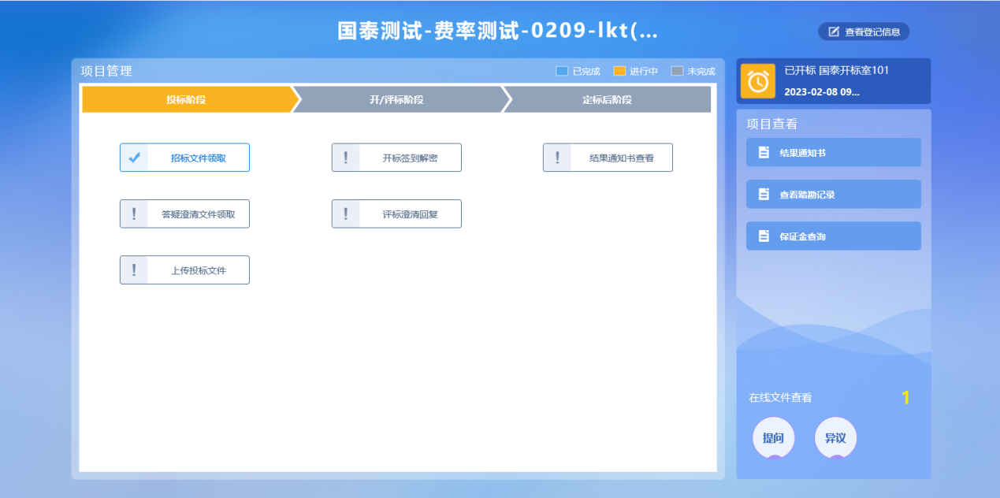 国泰测试-费率测试-0209-lkt(...
查看登记信息
项目管理
已完成 进行中 未完成
投标阶段 开/评标阶段 定标后阶段
招标文件领取 开标签到解密 结果通知书查看
答疑澄清文件领取 评标澄清回复
上传投标文件
已开标 国泰开标室101
2023-02-08 09...
项目查看
结果通知书
查看踏勘记录
保证金查询
在线文件查看 1
提问 异议